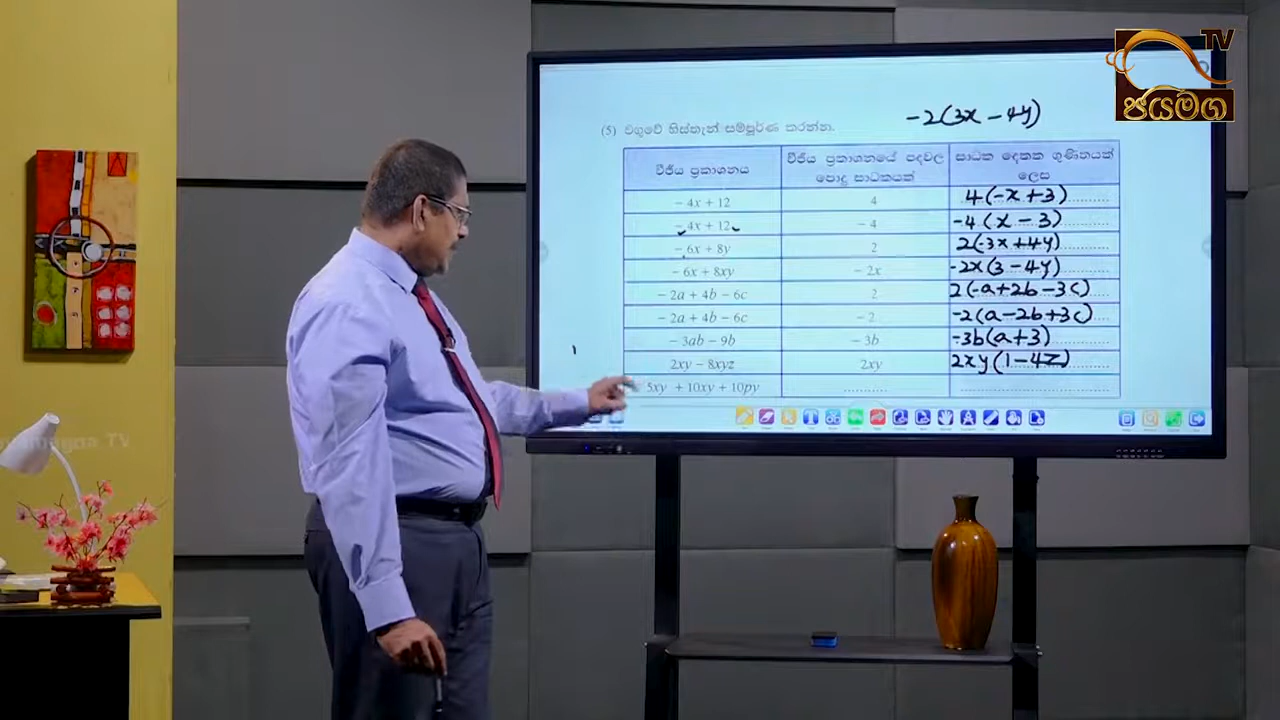 TV
ජයමග
-2(3x - 4y)
(5) වගුවේ හිස්තැන් සම්පූර්ණ කරන්න.
වීජීය ප්‍රකාශනය
වීජීය ප්‍රකාශනයේ පදවල පොදු සාධකයක්
සාධක දෙකක ගුණිතයක් ලෙස
- 4x + 12 4 4(-x + 3)
- 4x + 12 - 4 -4(x - 3)
- 6x + 8y 2 2(-3x + 4y)
- 6x + 8xy - 2x -2x(3 - 4y)
- 2a + 4b - 6c 2 2(-a + 2b - 3c)
- 2a + 4b - 6c - 2 -2(a - 2b + 3c)
- 3ab - 9b - 3b -3b(a + 3)
2xy - 8xyz 2xy 2xy(1 - 4z)
5xy + 10xy + 10py .......... ..........
TV